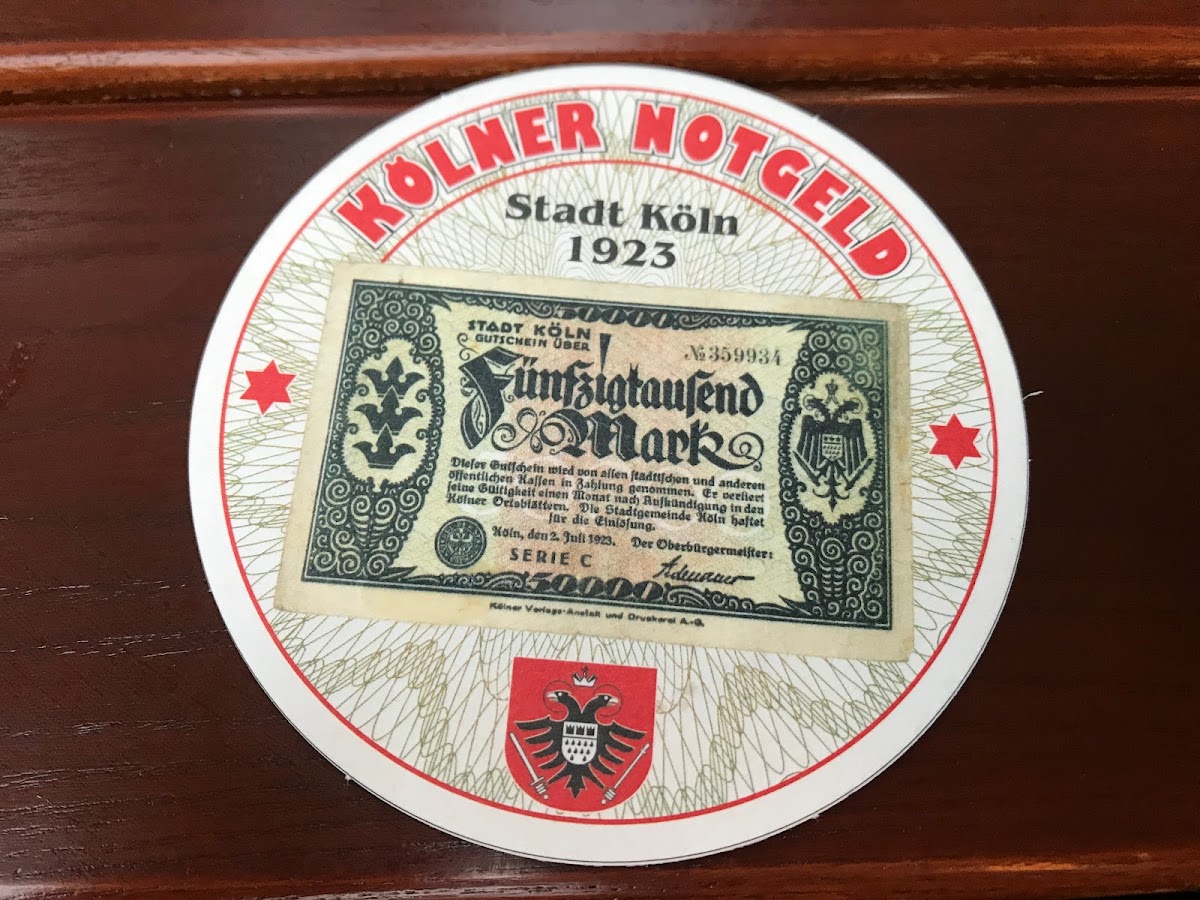 KÖLNER NOTGELD
Stadt Köln
1923
50000
STADT KÖLN
GUTSCHEIN ÜBER
№359934
Fünfzigtauſend
Mark
Dieſer Gutſchein wird von allen ſtädtiſchen und anderen
öffentlichen Kaſſen in Zahlung genommen. Er verliert
ſeine Gültigkeit einen Monat nach Aufkündigung in den
Kölner Ortsblättern. Die Stadtgemeinde Köln haftet
für die Einlöſung.
Köln, den 2. Juli 1923. Der Oberbürgermeiſter:
SERIE C
Adenauer
50000
Kölner Verlags-Anstalt und Druckerei A.-G.